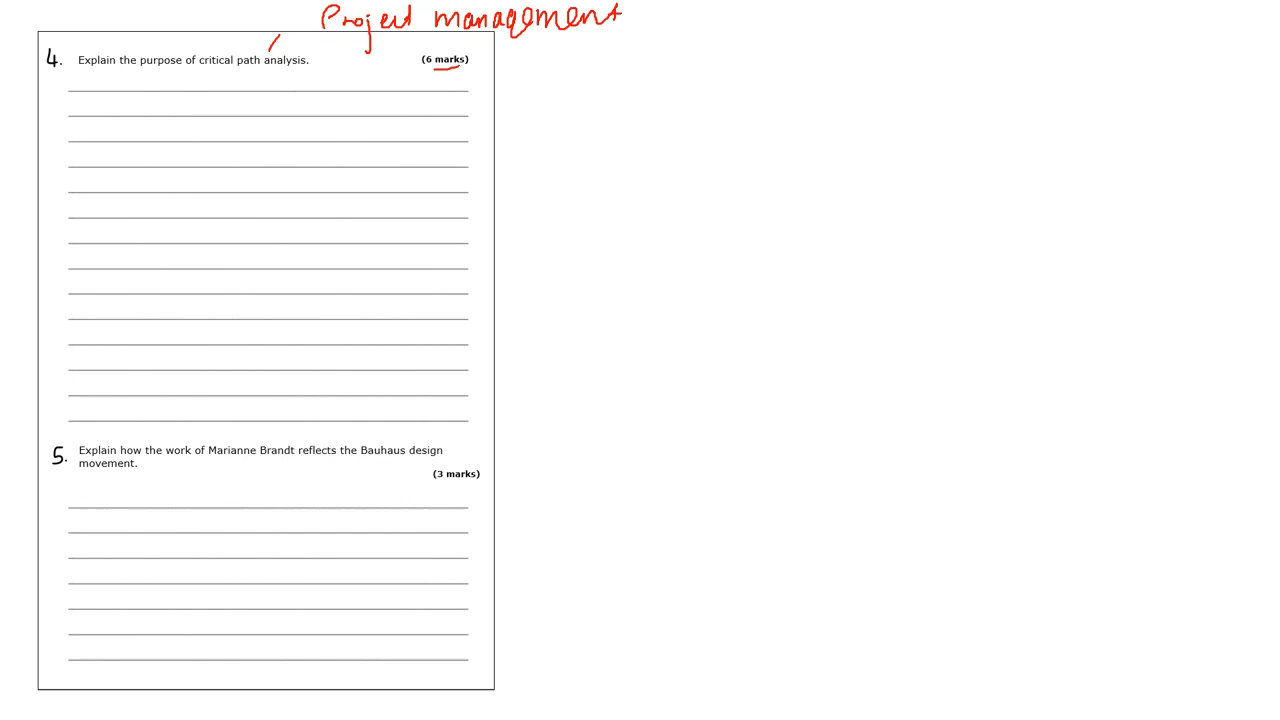 Project management
4. Explain the purpose of critical path analysis. (6 marks)
5. Explain how the work of Marianne Brandt reflects the Bauhaus design
movement.
(3 marks)